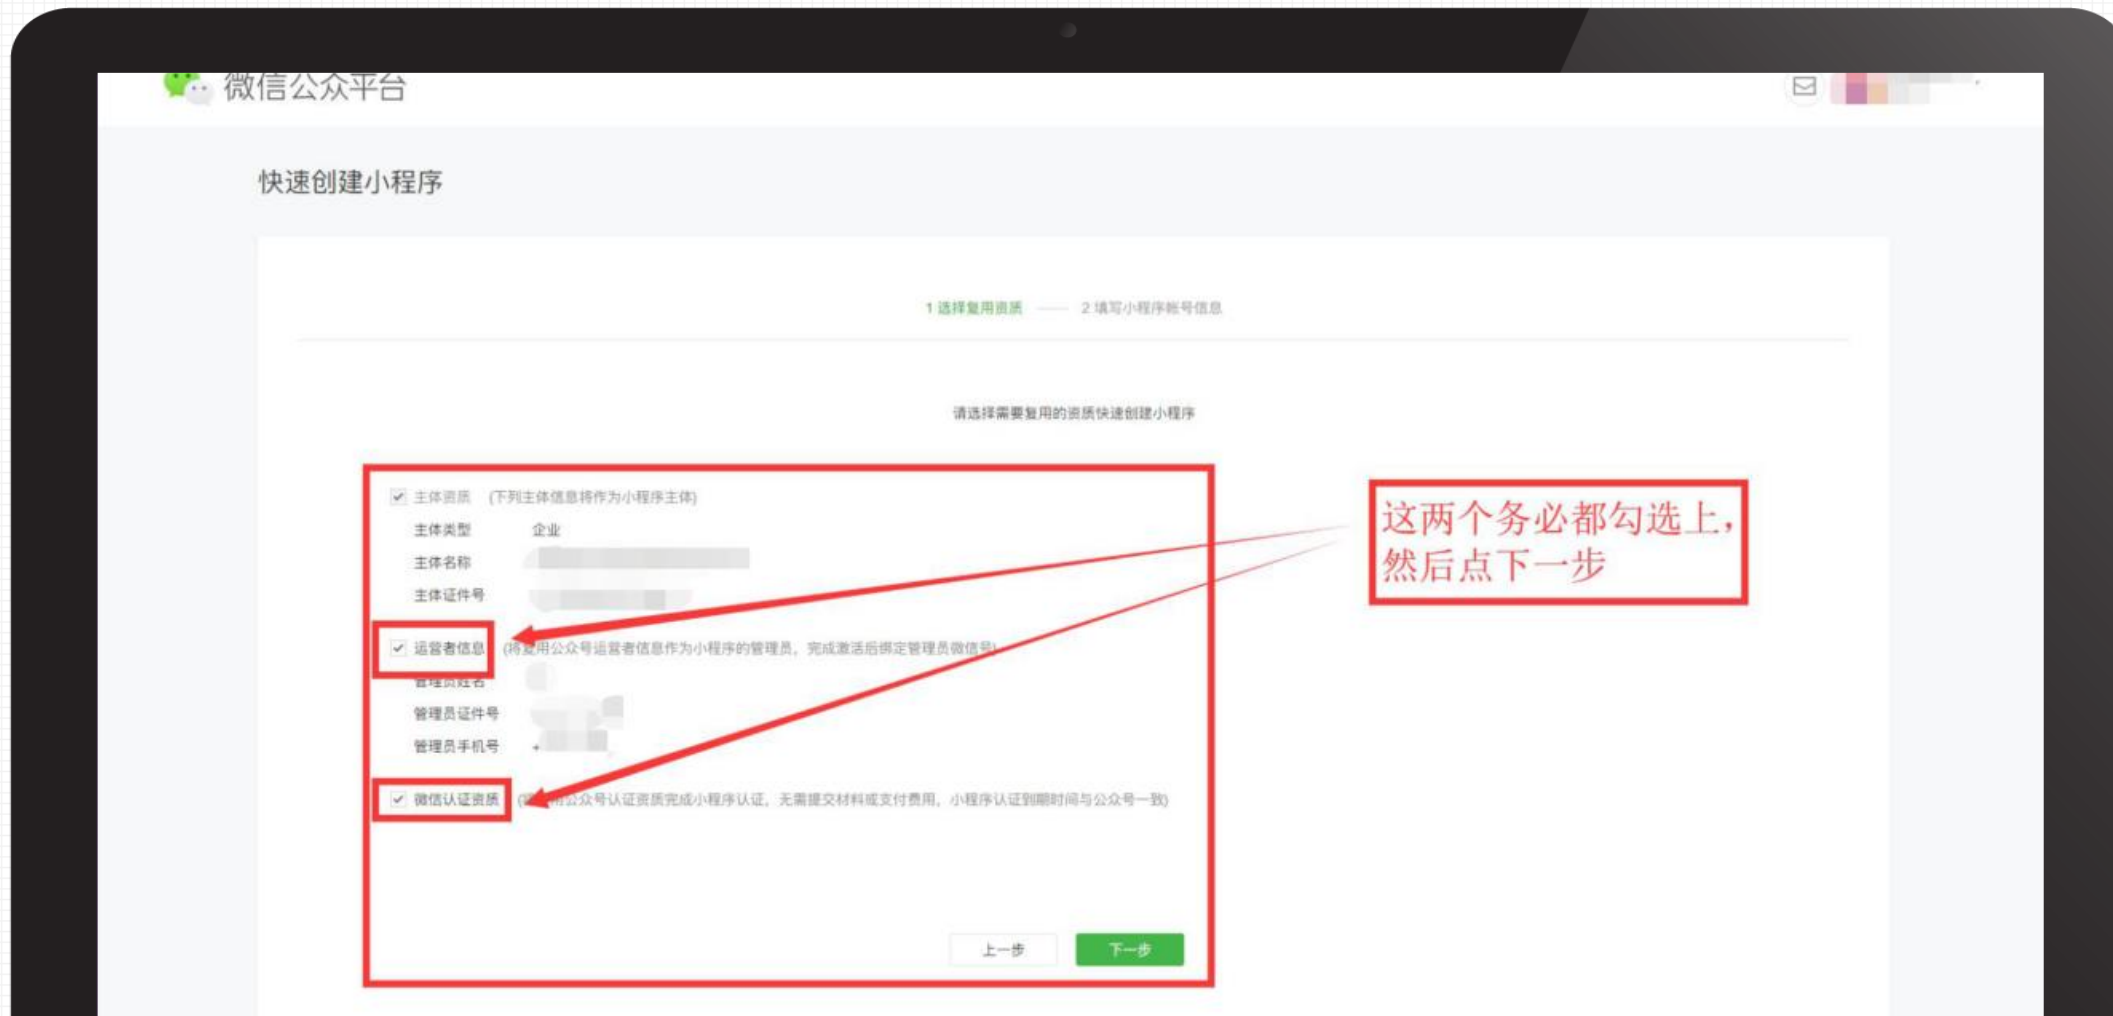 微信公众平台
快速创建小程序
1 选择复用资质 —— 2 填写小程序帐号信息
请选择需要复用的资质快速创建小程序
主体资质 (下列主体信息将作为小程序主体)
主体类型 企业
主体名称
主体证件号
这两个务必都勾选上，
然后点下一步
运营者信息 (将复用公众号运营者信息作为小程序的管理员，完成激活后绑定管理员微信号)
管理员姓名
管理员证件号
管理员手机号 +
微信认证资质 用公众号认证资质完成小程序认证，无需提交材料或支付费用，小程序认证到期时间与公众号一致)
上一步 下一步